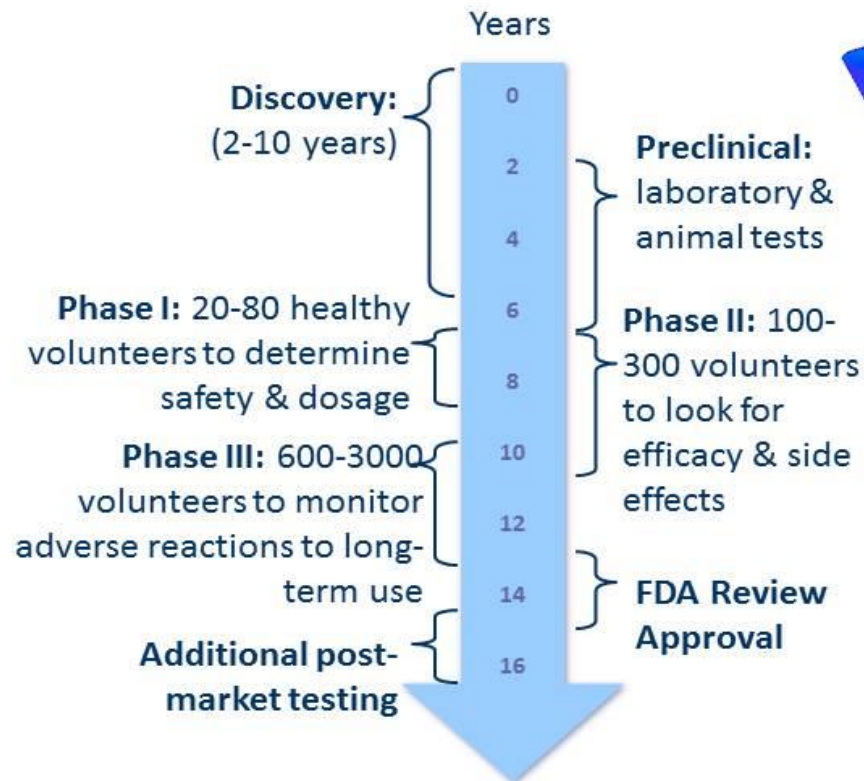 Years
0
Discovery:
(2-10 years)
2
Preclinical:
laboratory &
animal tests
4
6
Phase I: 20-80 healthy
volunteers to determine
safety & dosage
Phase II: 100-
300 volunteers
to look for
efficacy & side
effects
8
10
Phase III: 600-3000
volunteers to monitor
adverse reactions to long-
term use
12
14
FDA Review
Approval
Additional post-
market testing
16